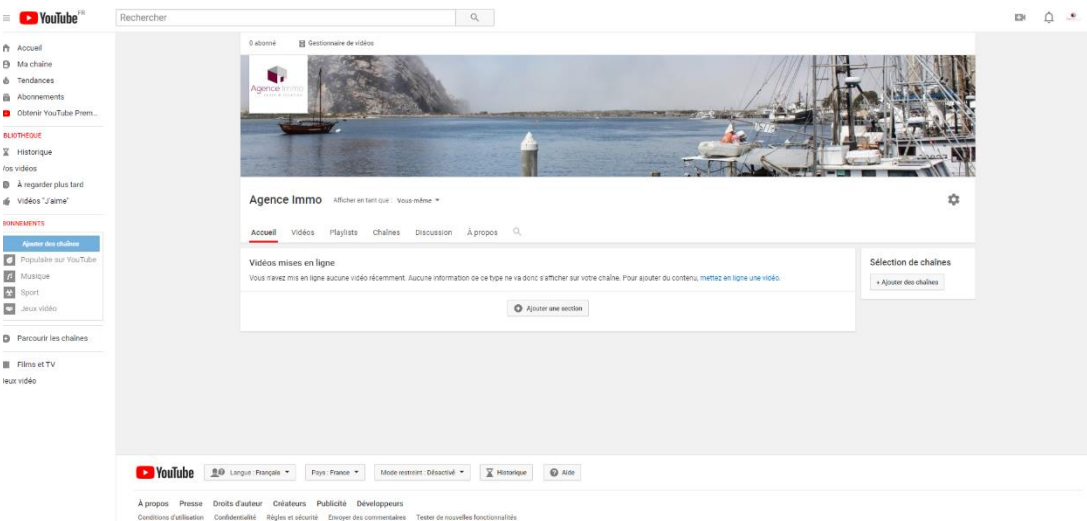 YouTube FR
Rechercher
Accueil
Ma chaîne
Tendances
Abonnements
Obtenir YouTube Prem...
BLIOTHÈQUE
Historique
Vos vidéos
À regarder plus tard
Vidéos "J'aime"
BONNEMENTS
Ajouter des chaînes
Populaire sur YouTube
Musique
Sport
Jeux vidéo
Parcourir les chaînes
Films et TV
Jeux vidéo
0 abonné Gestionnaire de vidéos
Agence Immo
Agence Immo Afficher en tant que : Vous-même
Accueil Vidéos Playlists Chaînes Discussion À propos
Vidéos mises en ligne
Vous n'avez mis en ligne aucune vidéo récemment. Aucune information de ce type ne va donc s'afficher sur votre chaîne. Pour ajouter du contenu, mettez en ligne une vidéo.
Ajouter une section
Sélection de chaînes
+ Ajouter des chaînes
YouTube Langue : Français Pays : France Mode restreint : Désactivé Historique Aide
À propos Presse Droits d'auteur Créateurs Publicité Développeurs
Conditions d'utilisation Confidentialité Règles et sécurité Envoyer des commentaires Tester de nouvelles fonctionnalités